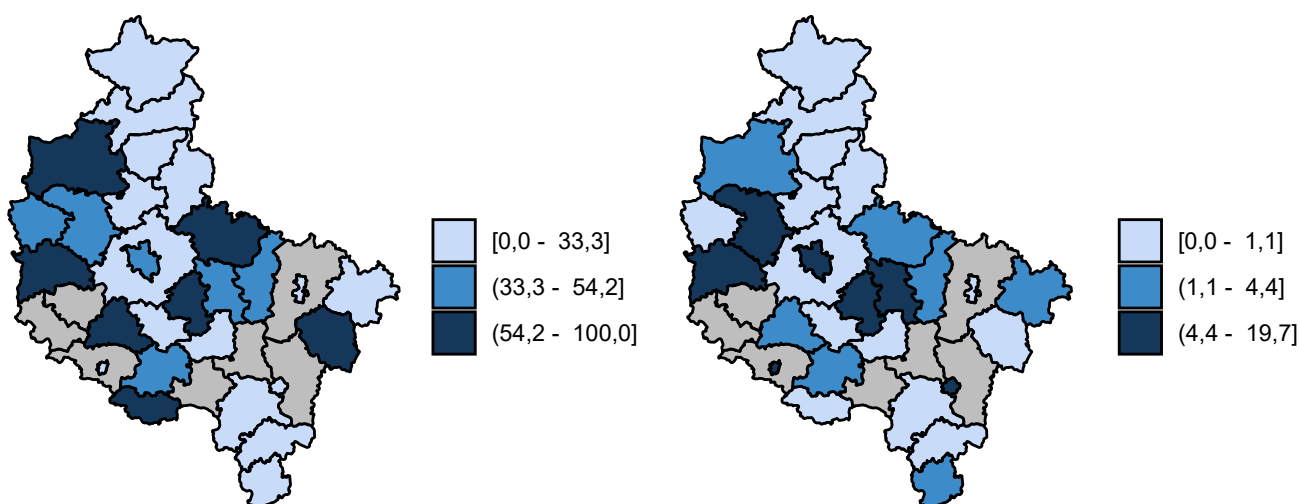 [0,0 - 33,3]
(33,3 - 54,2]
(54,2 - 100,0]
[0,0 - 1,1]
(1,1 - 4,4]
(4,4 - 19,7]